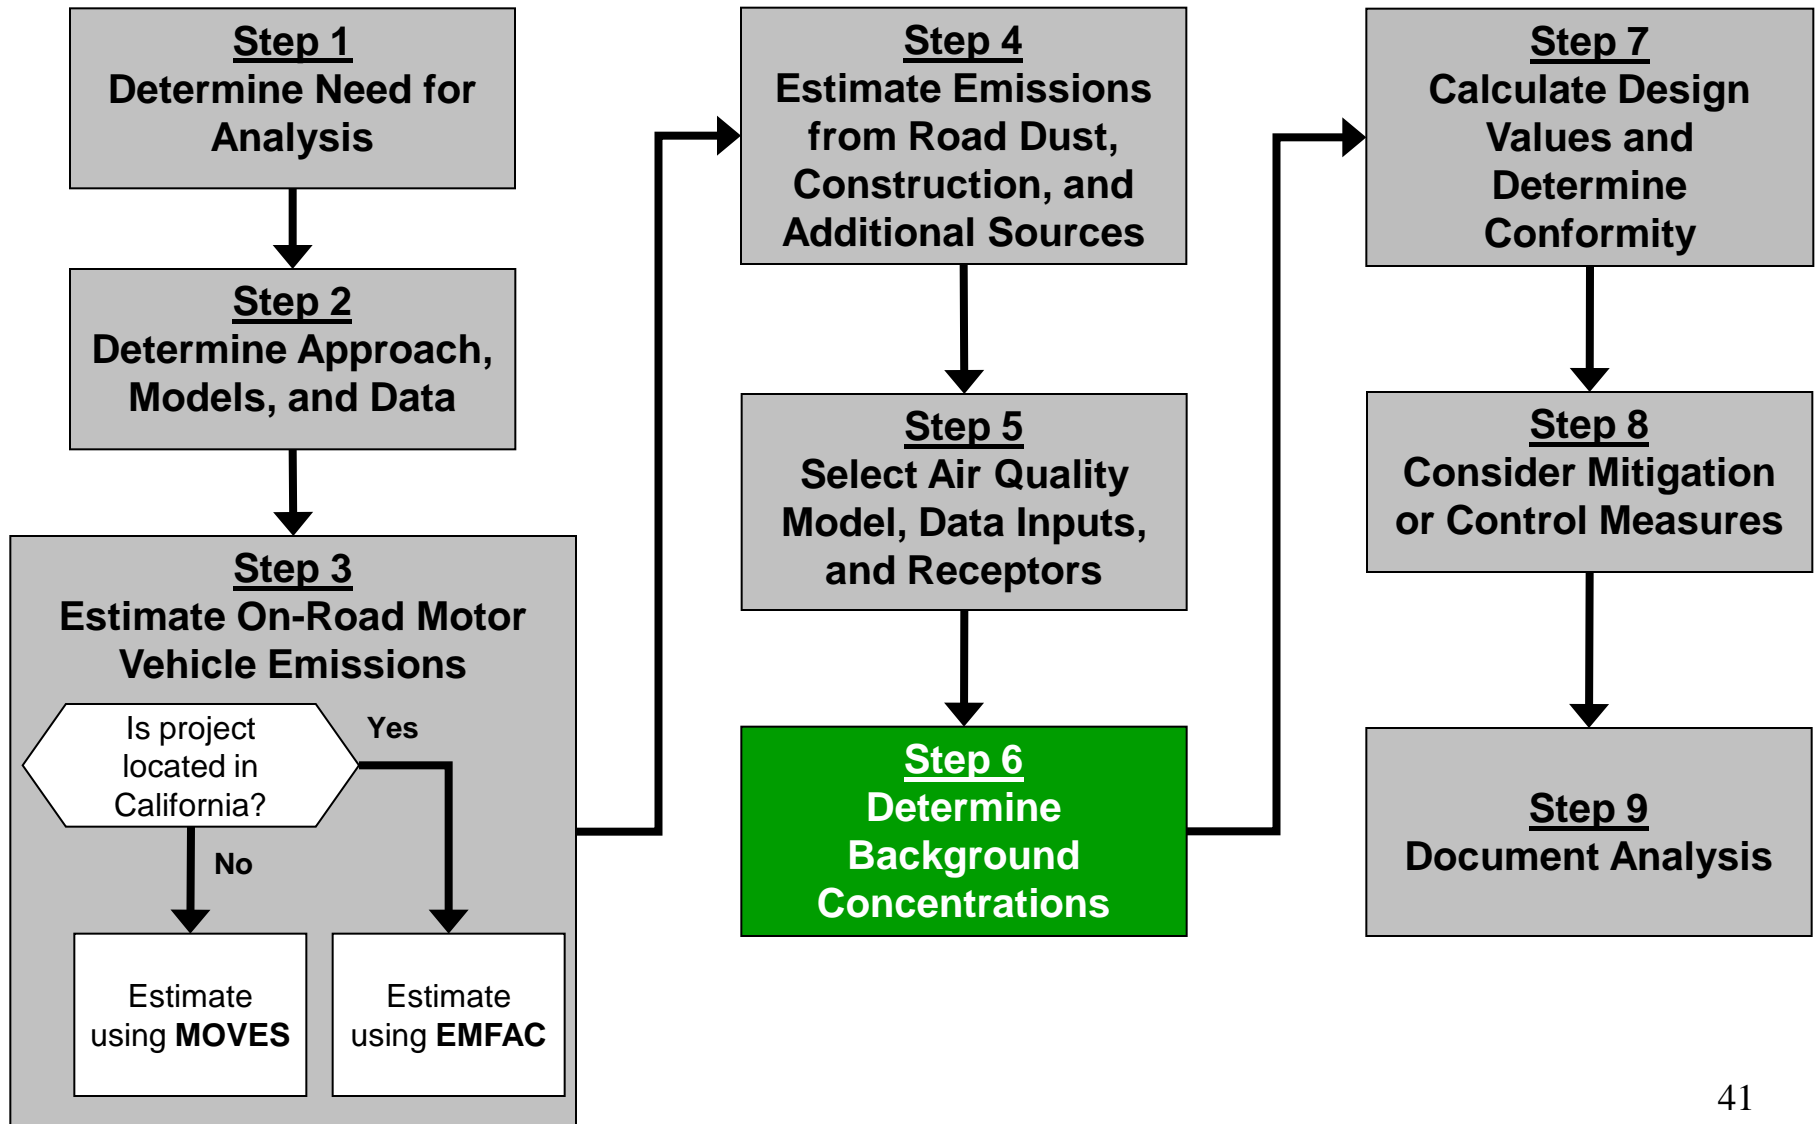 Step 1
Determine Need for
Analysis
Step 2
Determine Approach,
Models, and Data
Step 3
Estimate On-Road Motor
Vehicle Emissions
Is project
located in
California?
Yes
No
Estimate
using MOVES
Estimate
using EMFAC
Step 4
Estimate Emissions
from Road Dust,
Construction, and
Additional Sources
Step 5
Select Air Quality
Model, Data Inputs,
and Receptors
Step 6
Determine
Background
Concentrations
Step 7
Calculate Design
Values and
Determine
Conformity
Step 8
Consider Mitigation
or Control Measures
Step 9
Document Analysis
41